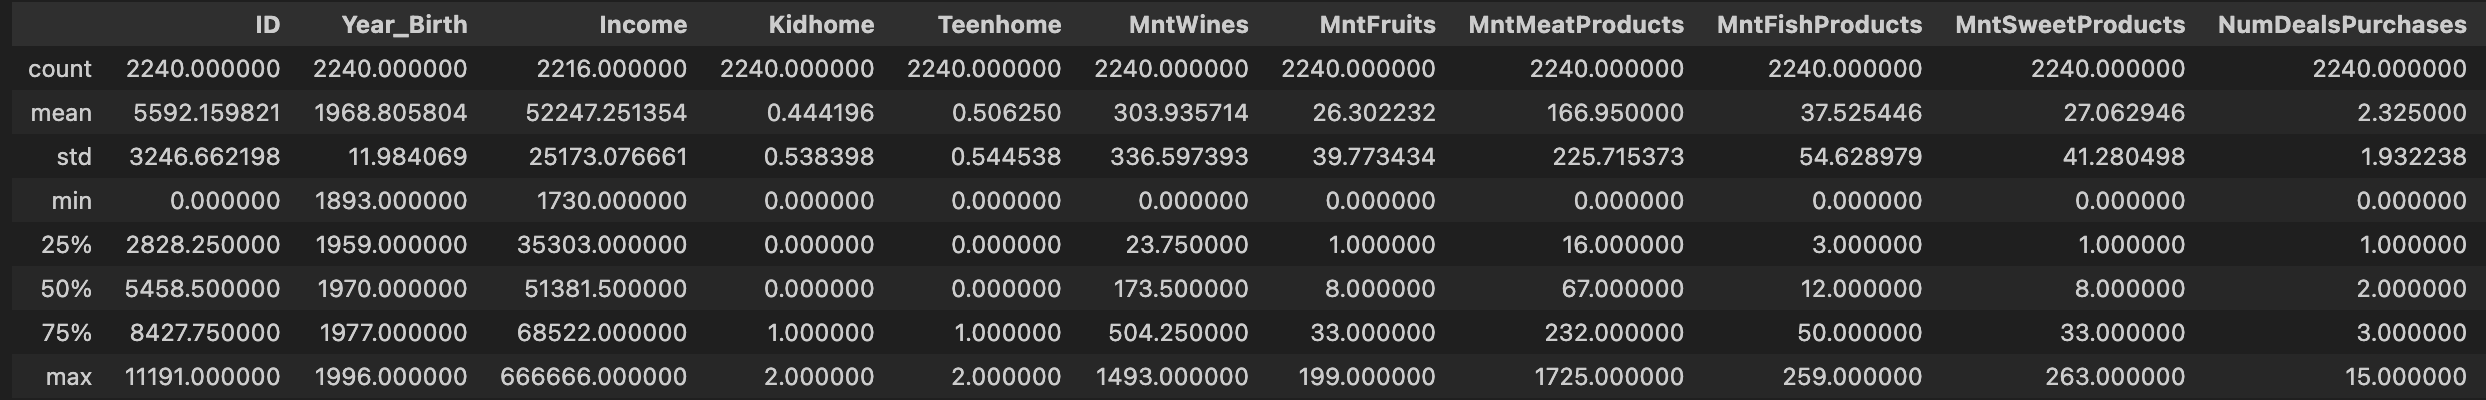 ID Year_Birth Income Kidhome Teenhome MntWines MntFruits MntMeatProducts MntFishProducts MntSweetProducts NumDealsPurchases
count 2240.000000 2240.000000 2216.000000 2240.000000 2240.000000 2240.000000 2240.000000 2240.000000 2240.000000 2240.000000 2240.000000
mean 5592.159821 1968.805804 52247.251354 0.444196 0.506250 303.935714 26.302232 166.950000 37.525446 27.062946 2.325000
std 3246.662198 11.984069 25173.076661 0.538398 0.544538 336.597393 39.773434 225.715373 54.628979 41.280498 1.932238
min 0.000000 1893.000000 1730.000000 0.000000 0.000000 0.000000 0.000000 0.000000 0.000000 0.000000 0.000000
25% 2828.250000 1959.000000 35303.000000 0.000000 0.000000 23.750000 1.000000 16.000000 3.000000 1.000000 1.000000
50% 5458.500000 1970.000000 51381.500000 0.000000 0.000000 173.500000 8.000000 67.000000 12.000000 8.000000 2.000000
75% 8427.750000 1977.000000 68522.000000 1.000000 1.000000 504.250000 33.000000 232.000000 50.000000 33.000000 3.000000
max 11191.000000 1996.000000 666666.000000 2.000000 2.000000 1493.000000 199.000000 1725.000000 259.000000 263.000000 15.000000